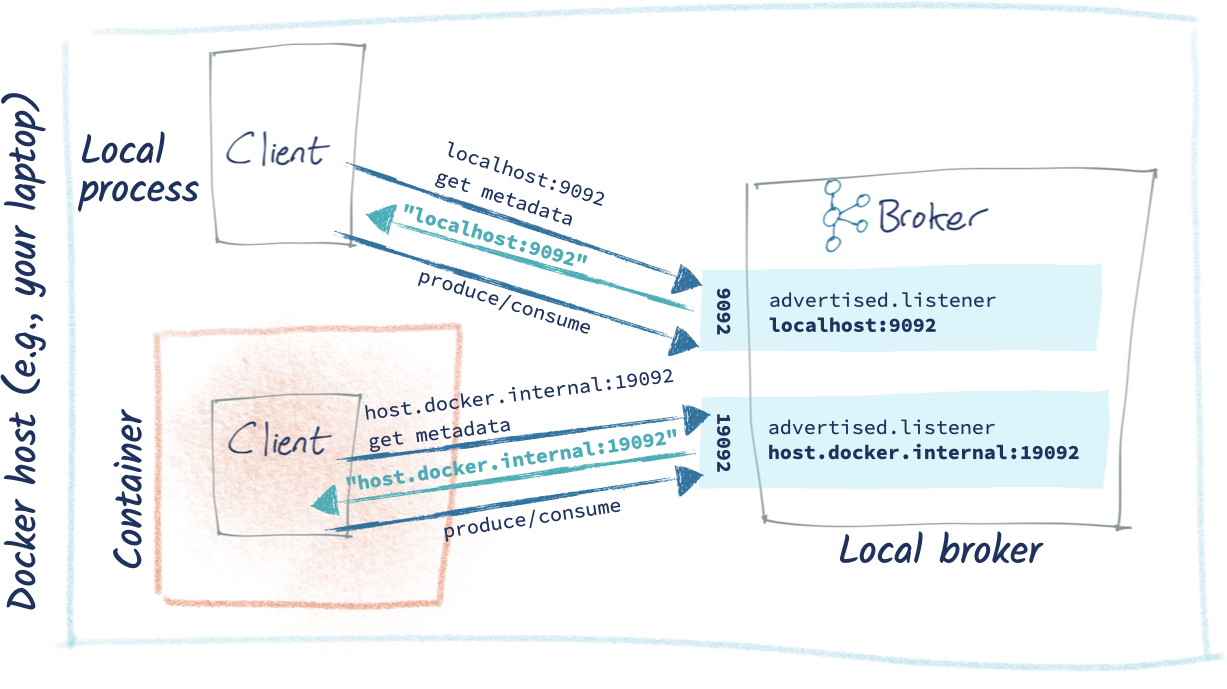 Docker host (e.g., your laptop)
Local
process
Client
localhost:9092
get metadata
"localhost:9092"
produce/consume
Broker
9092
advertised.listener
localhost:9092
Container
Client
host.docker.internal:19092
get metadata
"host.docker.internal:19092"
produce/consume
19092
advertised.listener
host.docker.internal:19092
Local broker